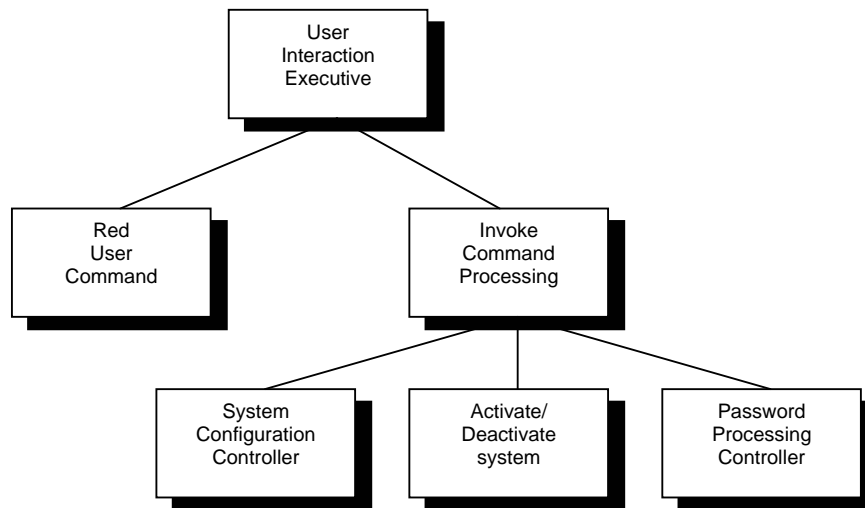 User
Interaction
Executive
Red
User
Command
Invoke
Command
Processing
System
Configuration
Controller
Activate/
Deactivate
system
Password
Processing
Controller